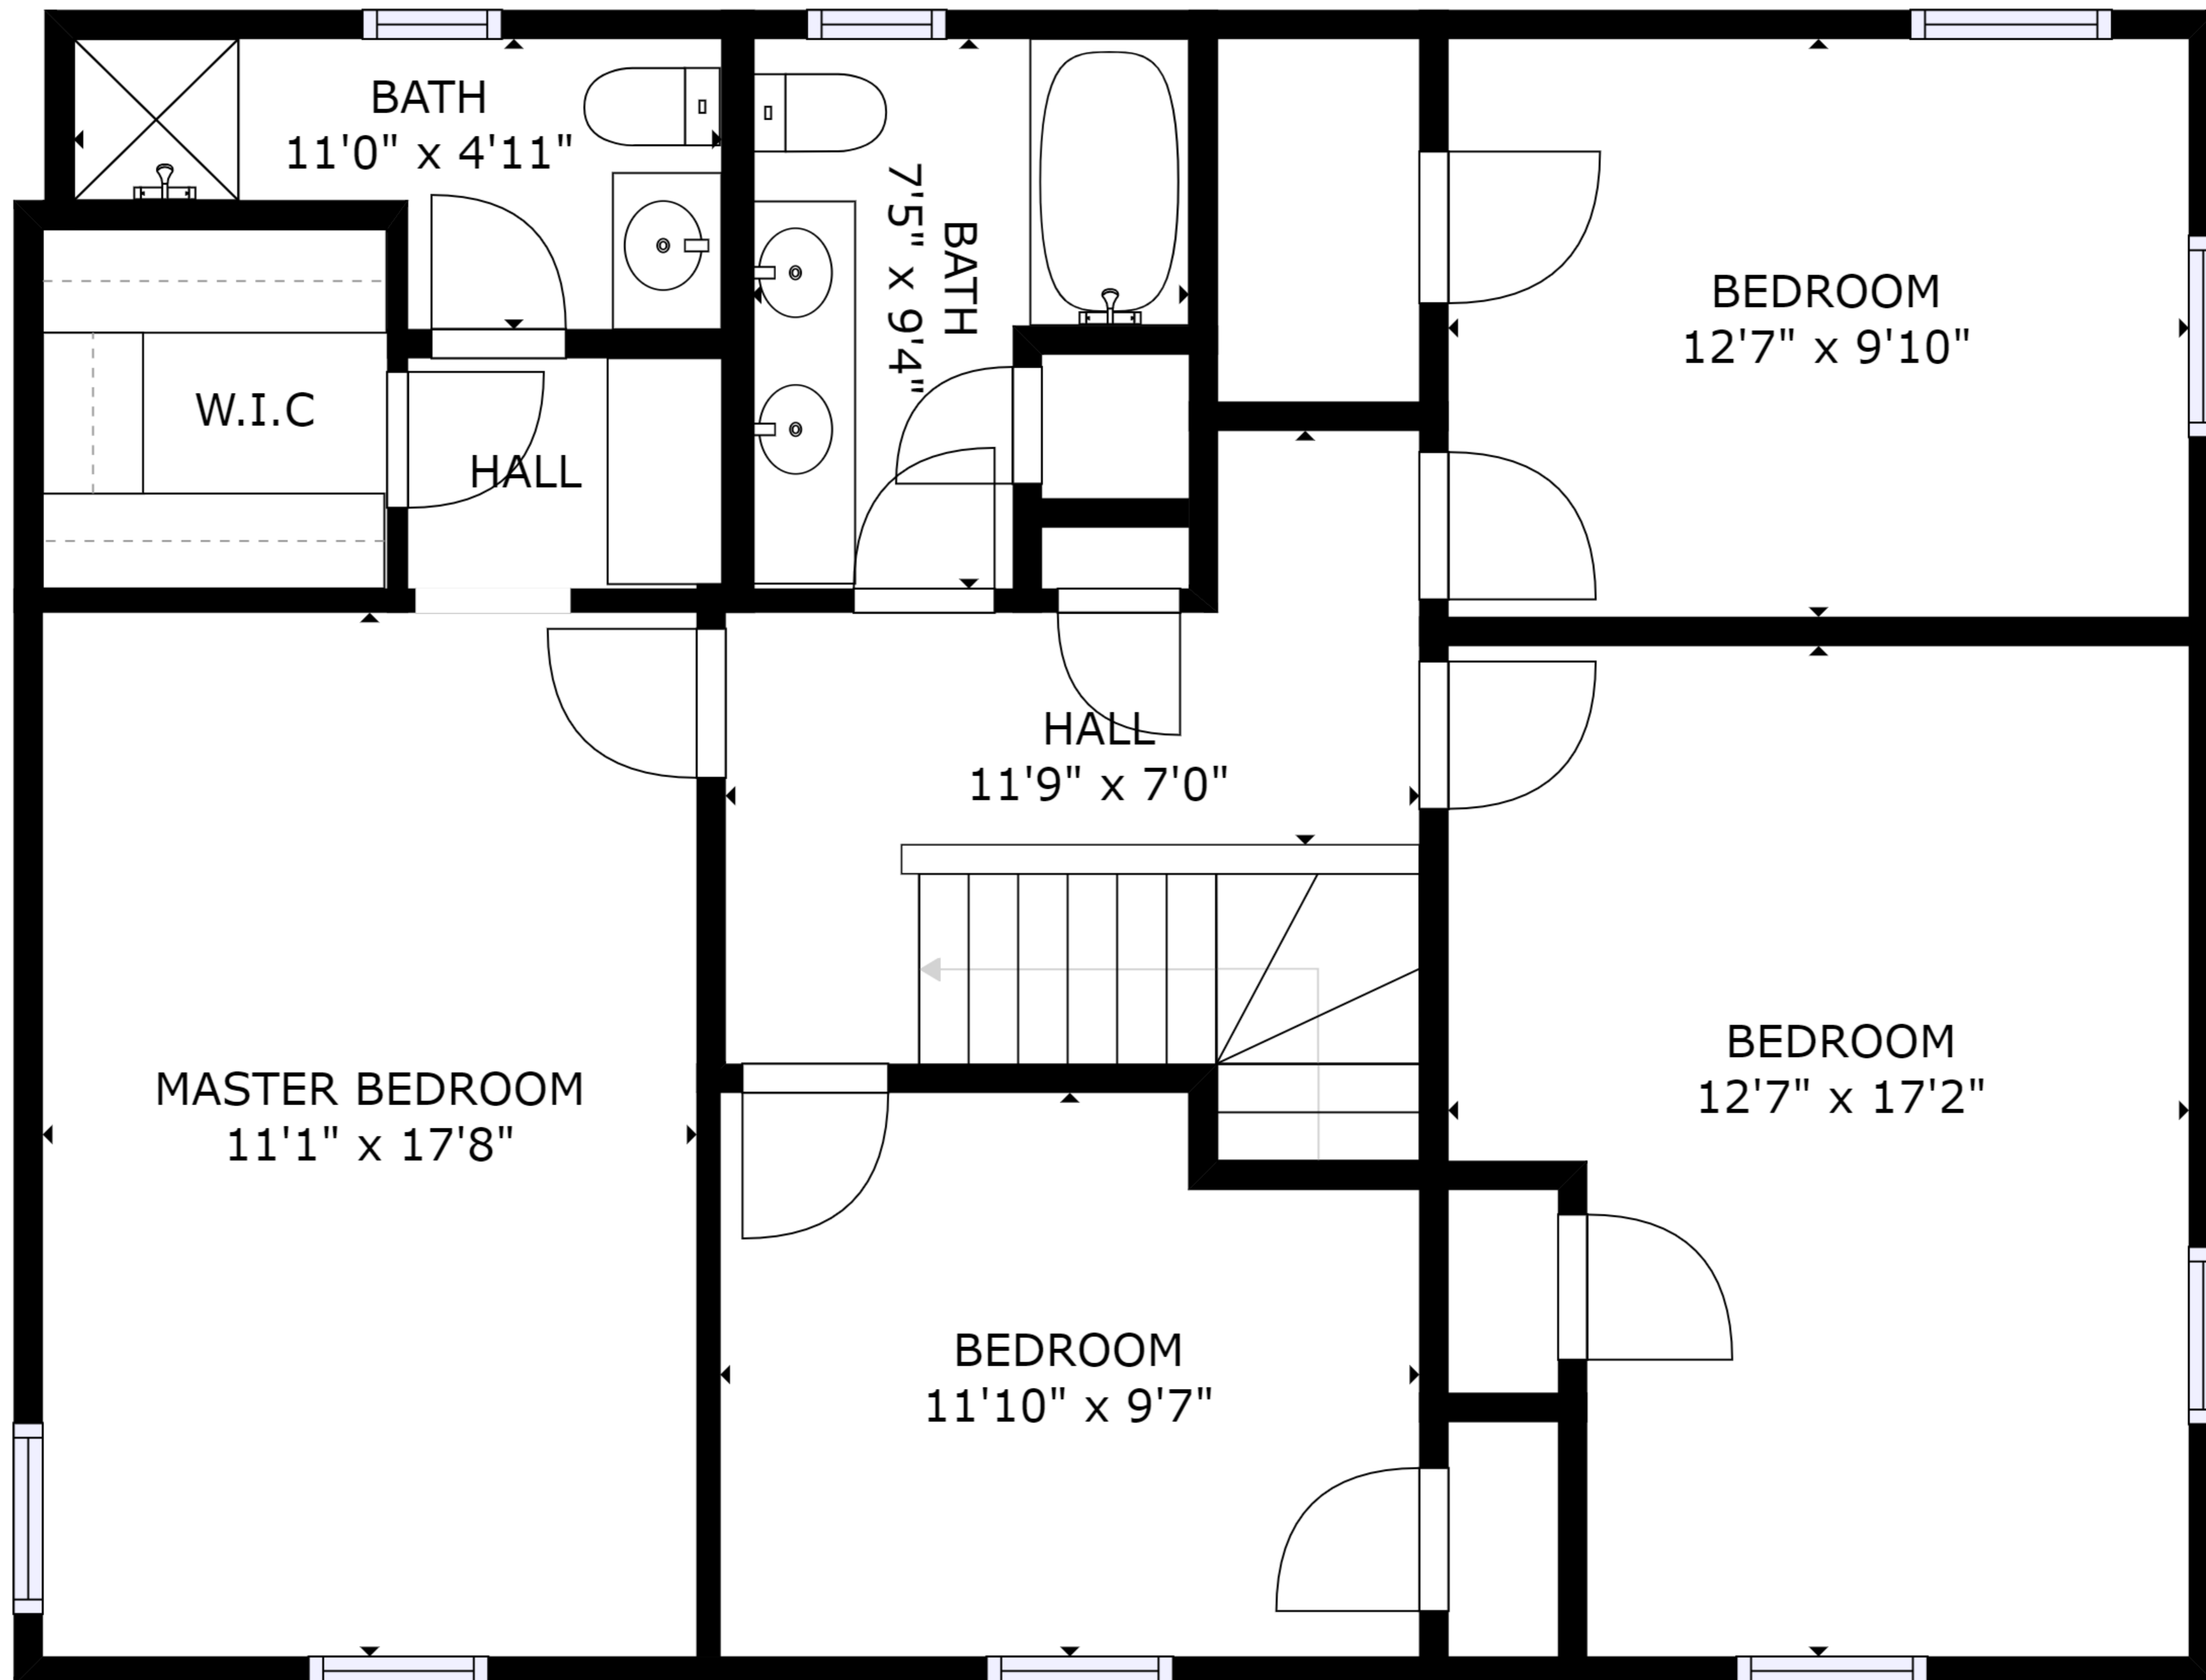 BATH
11'0" x 4'11"
BATH
7'5" x 9'4"
BEDROOM
12'7" x 9'10"
W.I.C
HALL
HALL
11'9" x 7'0"
MASTER BEDROOM
11'1" x 17'8"
BEDROOM
12'7" x 17'2"
BEDROOM
11'10" x 9'7"